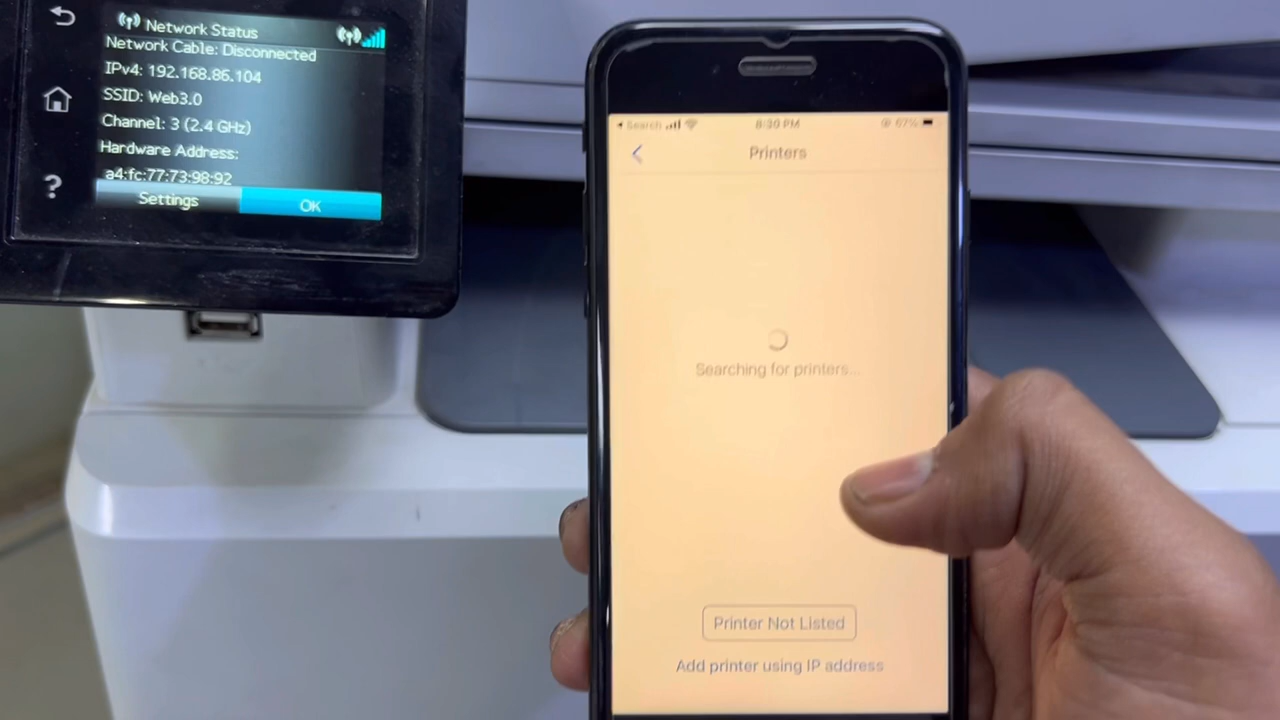 Network Status
Network Cable: Disconnected
IPv4: 192.168.86.104
SSID: Web3.0
Channel: 3 (2.4 GHz)
Hardware Address:
a4:fc:77:73:98:92
Settings
OK
?
Search
8:30 PM
67%
Printers
Searching for printers...
Printer Not Listed
Add printer using IP address